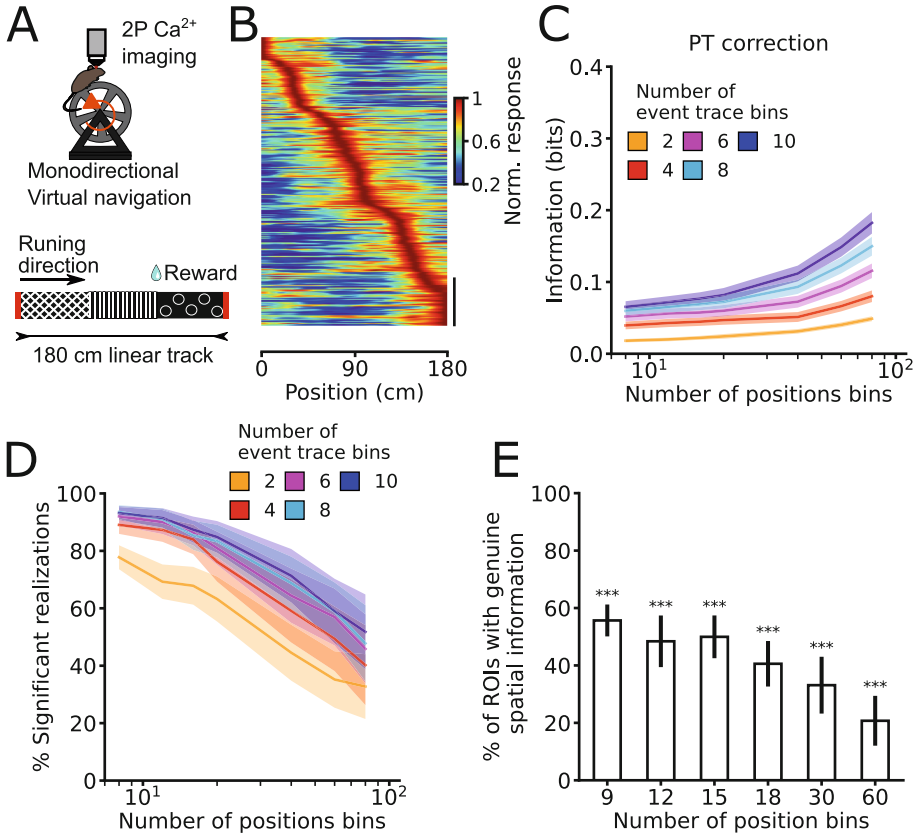 A
2P Ca2+
imaging
Monodirectional
Virtual navigation
Runing
direction
Reward
180 cm linear track
B
1
0.6
0.2
Norm. response
0 90 180
Position (cm)
C
PT correction
Number of
event trace bins
2 6 10
4 8
Information (bits)
0.4
0.3
0.2
0.1
0.0
10^1 10^2
Number of positions bins
D
Number of
event trace bins
2 6 10
4 8
% Significant realizations
100
80
60
40
20
0
10^1 10^2
Number of positions bins
E
% of ROIs with genuine
spatial information
100
80
60
40
20
0
*** *** *** *** *** ***
9 12 15 18 30 60
Number of position bins